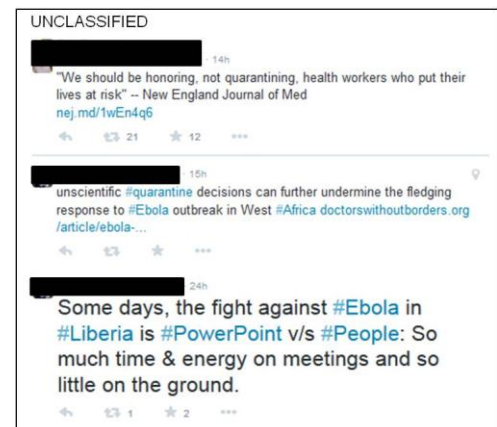 UNCLASSIFIED
· 14h
"We should be honoring, not quarantining, health workers who put their
lives at risk" -- New England Journal of Med
nej.md/1wEn4q6
21 12
· 15h
unscientific #quarantine decisions can further undermine the fledging
response to #Ebola outbreak in West #Africa doctorswithoutborders.org
/article/ebola-...
24h
Some days, the fight against #Ebola in
#Liberia is #PowerPoint v/s #People: So
much time & energy on meetings and so
little on the ground.
1 2